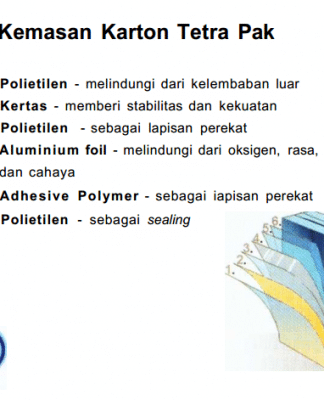 Kemasan Karton Tetra Pak
Polietilen - melindungi dari kelembaban luar
Kertas - memberi stabilitas dan kekuatan
Polietilen - sebagai lapisan perekat
Aluminium foil - melindungi dari oksigen, rasa,
dan cahaya
Adhesive Polymer - sebagai iapisan perekat
Polietilen - sebagai sealing
1.
2.
3.
4.
5.
6.